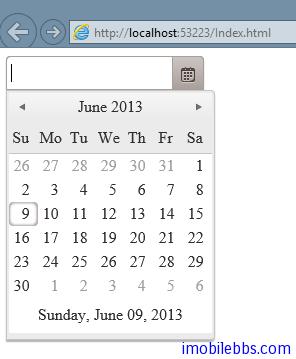 http://localhost:53223/Index.html
June 2013
Su Mo Tu We Th Fr Sa
26 27 28 29 30 31 1
2 3 4 5 6 7 8
9 10 11 12 13 14 15
16 17 18 19 20 21 22
23 24 25 26 27 28 29
30 1 2 3 4 5 6
Sunday, June 09, 2013
imobilebbs.com